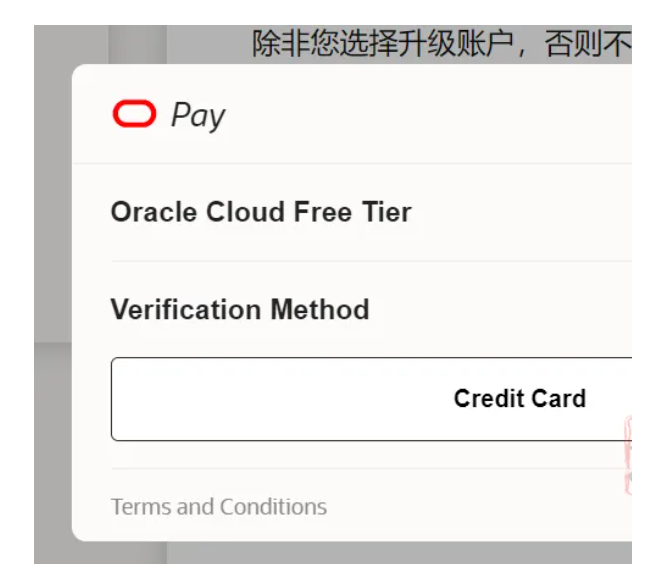 除非您选择升级账户，否则不
Pay
Oracle Cloud Free Tier
Verification Method
Credit Card
Terms and Conditions